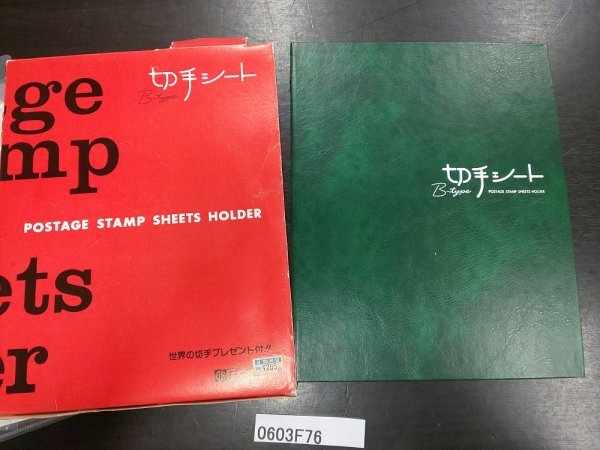 切手シート
B-type
ge
mp
POSTAGE STAMP SHEETS HOLDER
ets
er
世界の切手プレゼント付き
切手シート
B-type POSTAGE STAMP SHEETS HOLDER
0603F76